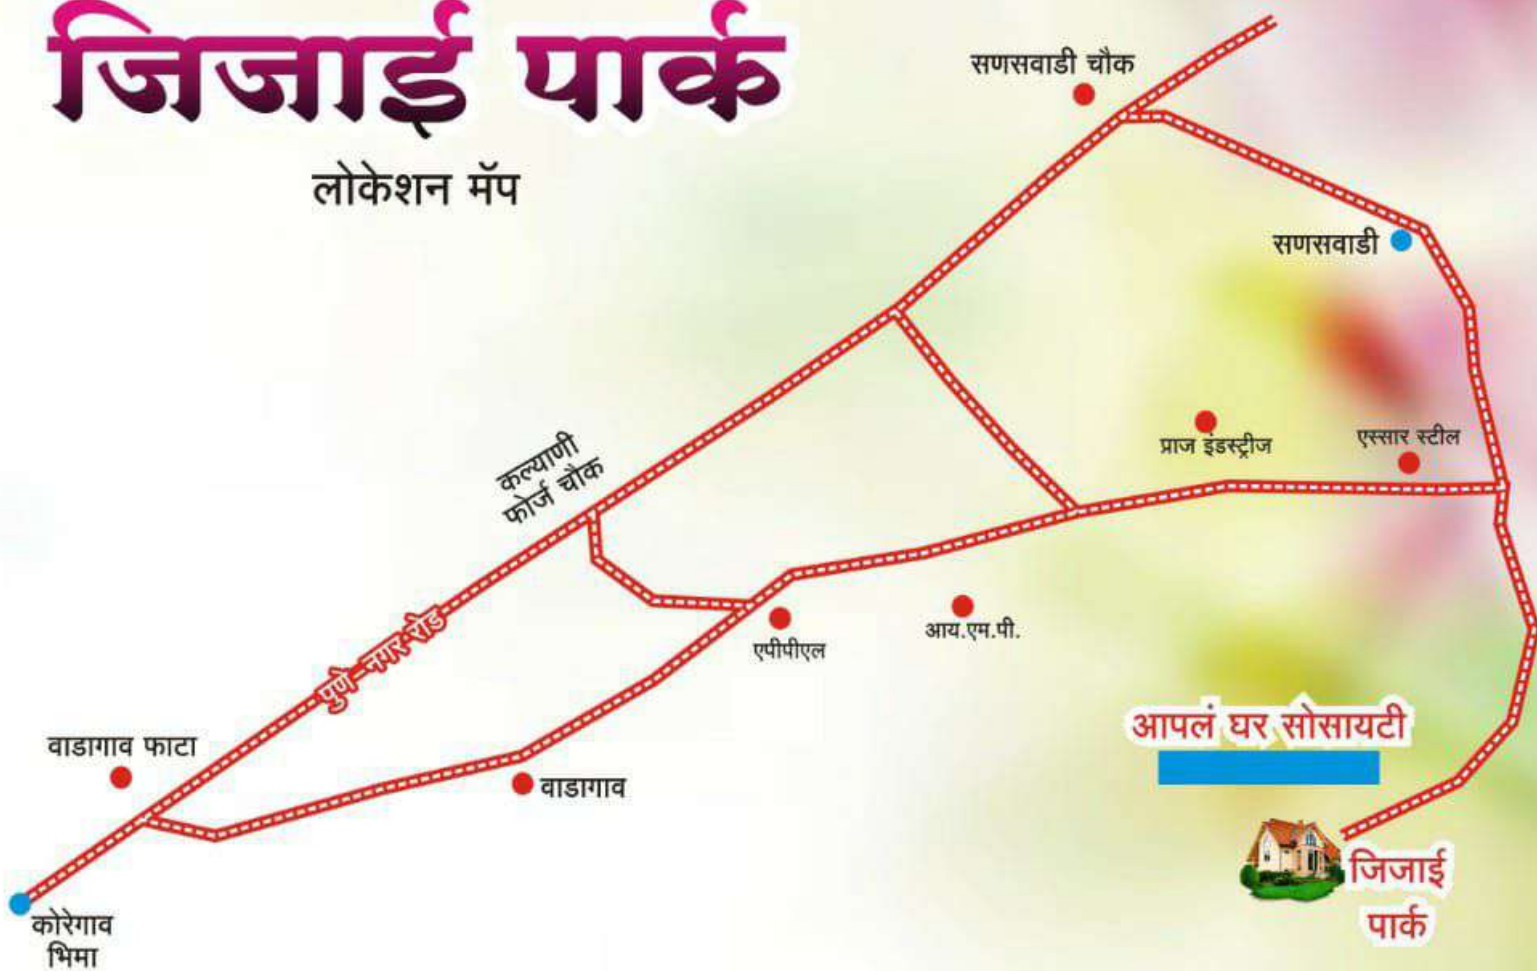 जिजाई पार्क
लोकेशन मॅप
सणसवाडी चौक
सणसवाडी
प्राज इंडस्ट्रीज
एस्सार स्टील
कल्याणी
फोर्ज चौक
पुणे-नगर-रोड
एपीपीएल
आय.एम.पी.
वाडागाव फाटा
वाडागाव
आपलं घर सोसायटी
जिजाई
पार्क
कोरेगाव
भिमा